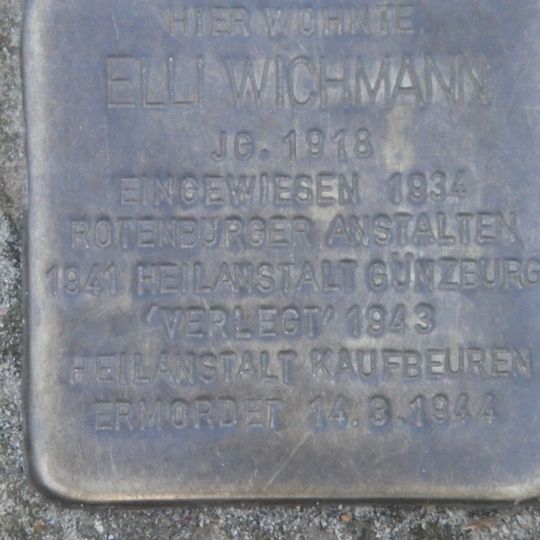 HIER WOHNTE
ELLI WICHMANN
JG. 1918
EINGEWIESEN 1934
ROTENBURGER ANSTALTEN
1941 HEILANSTALT GÜNZBURG
'VERLEGT' 1943
HEILANSTALT KAUFBEUREN
ERMORDET 14.3.1944